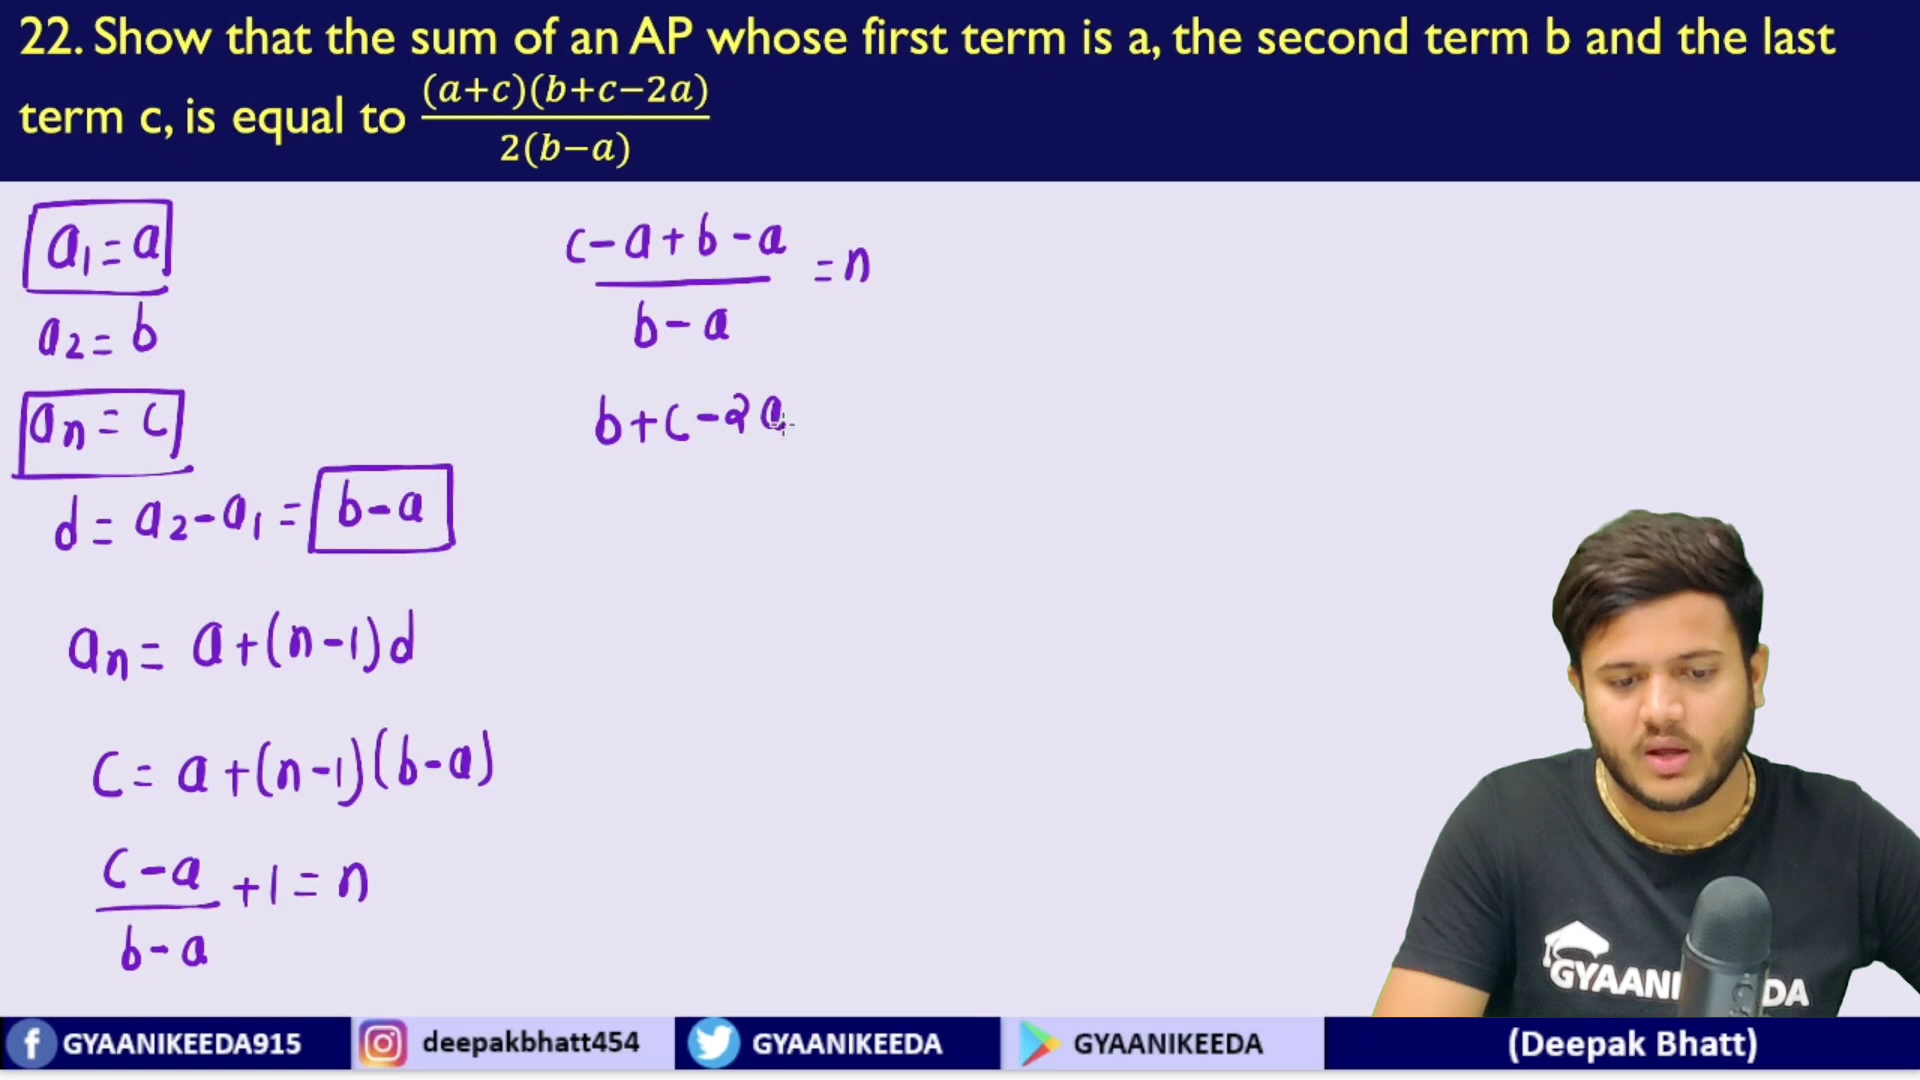 22. Show that the sum of an AP whose first term is a, the second term b and the last
term c, is equal to (a+c)(b+c−2a)
2(b−a)
a₁ = a
a₂ = b
aₙ = c
d = a₂ - a₁ = b - a
aₙ = a + (n - 1) d
c = a + (n - 1)(b - a)
c - a
b - a
+ 1 = n
c - a + b - a
b - a
= n
b + c - 2a
GYAANI
DA
GYAANIKEEDA915
deepakbhatt454
GYAANIKEEDA
GYAANIKEEDA
(Deepak Bhatt)